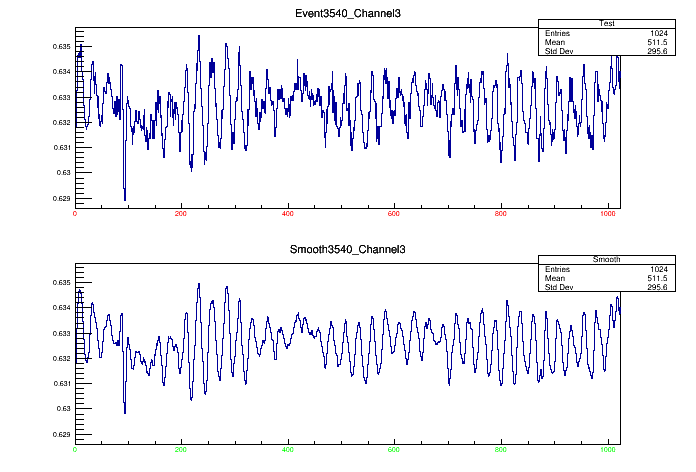 Event3540_Channel3
Test
Entries 1024
Mean 511.5
Std Dev 295.6
0.635
0.634
0.633
0.632
0.631
0.63
0.629
0 200 400 600 800 1000
Smooth3540_Channel3
Smooth
Entries 1024
Mean 511.5
Std Dev 295.6
0.635
0.634
0.633
0.632
0.631
0.63
0.629
0 200 400 600 800 1000